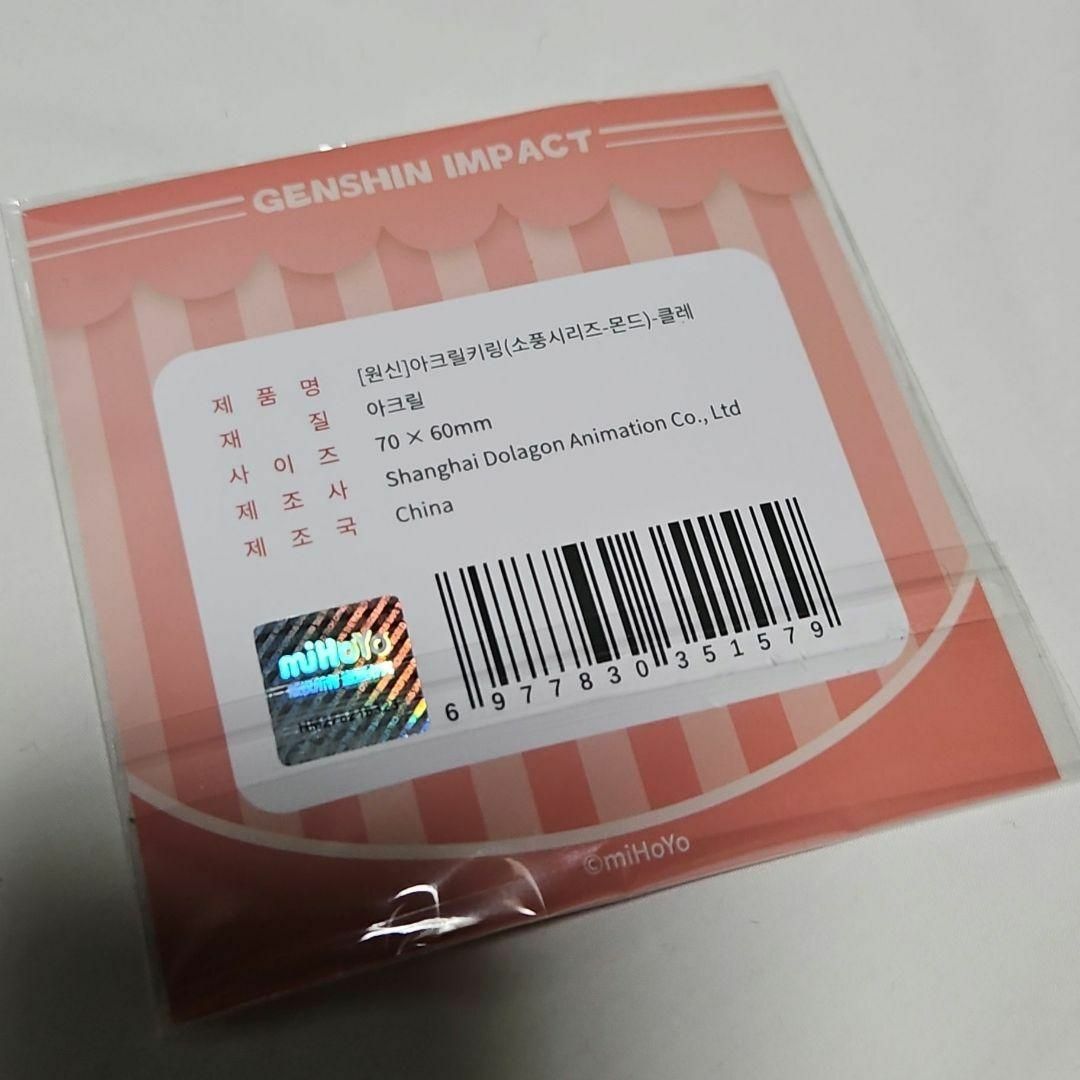 GENSHIN IMPACT
제품명 [원신]아크릴키링(소풍시리즈-몬드)-클레
재질 아크릴
사이즈 70 × 60mm
제조사 Shanghai Dolagon Animation Co., Ltd
제조국 China
miHoYo
6 977830 351579
©miHoYo